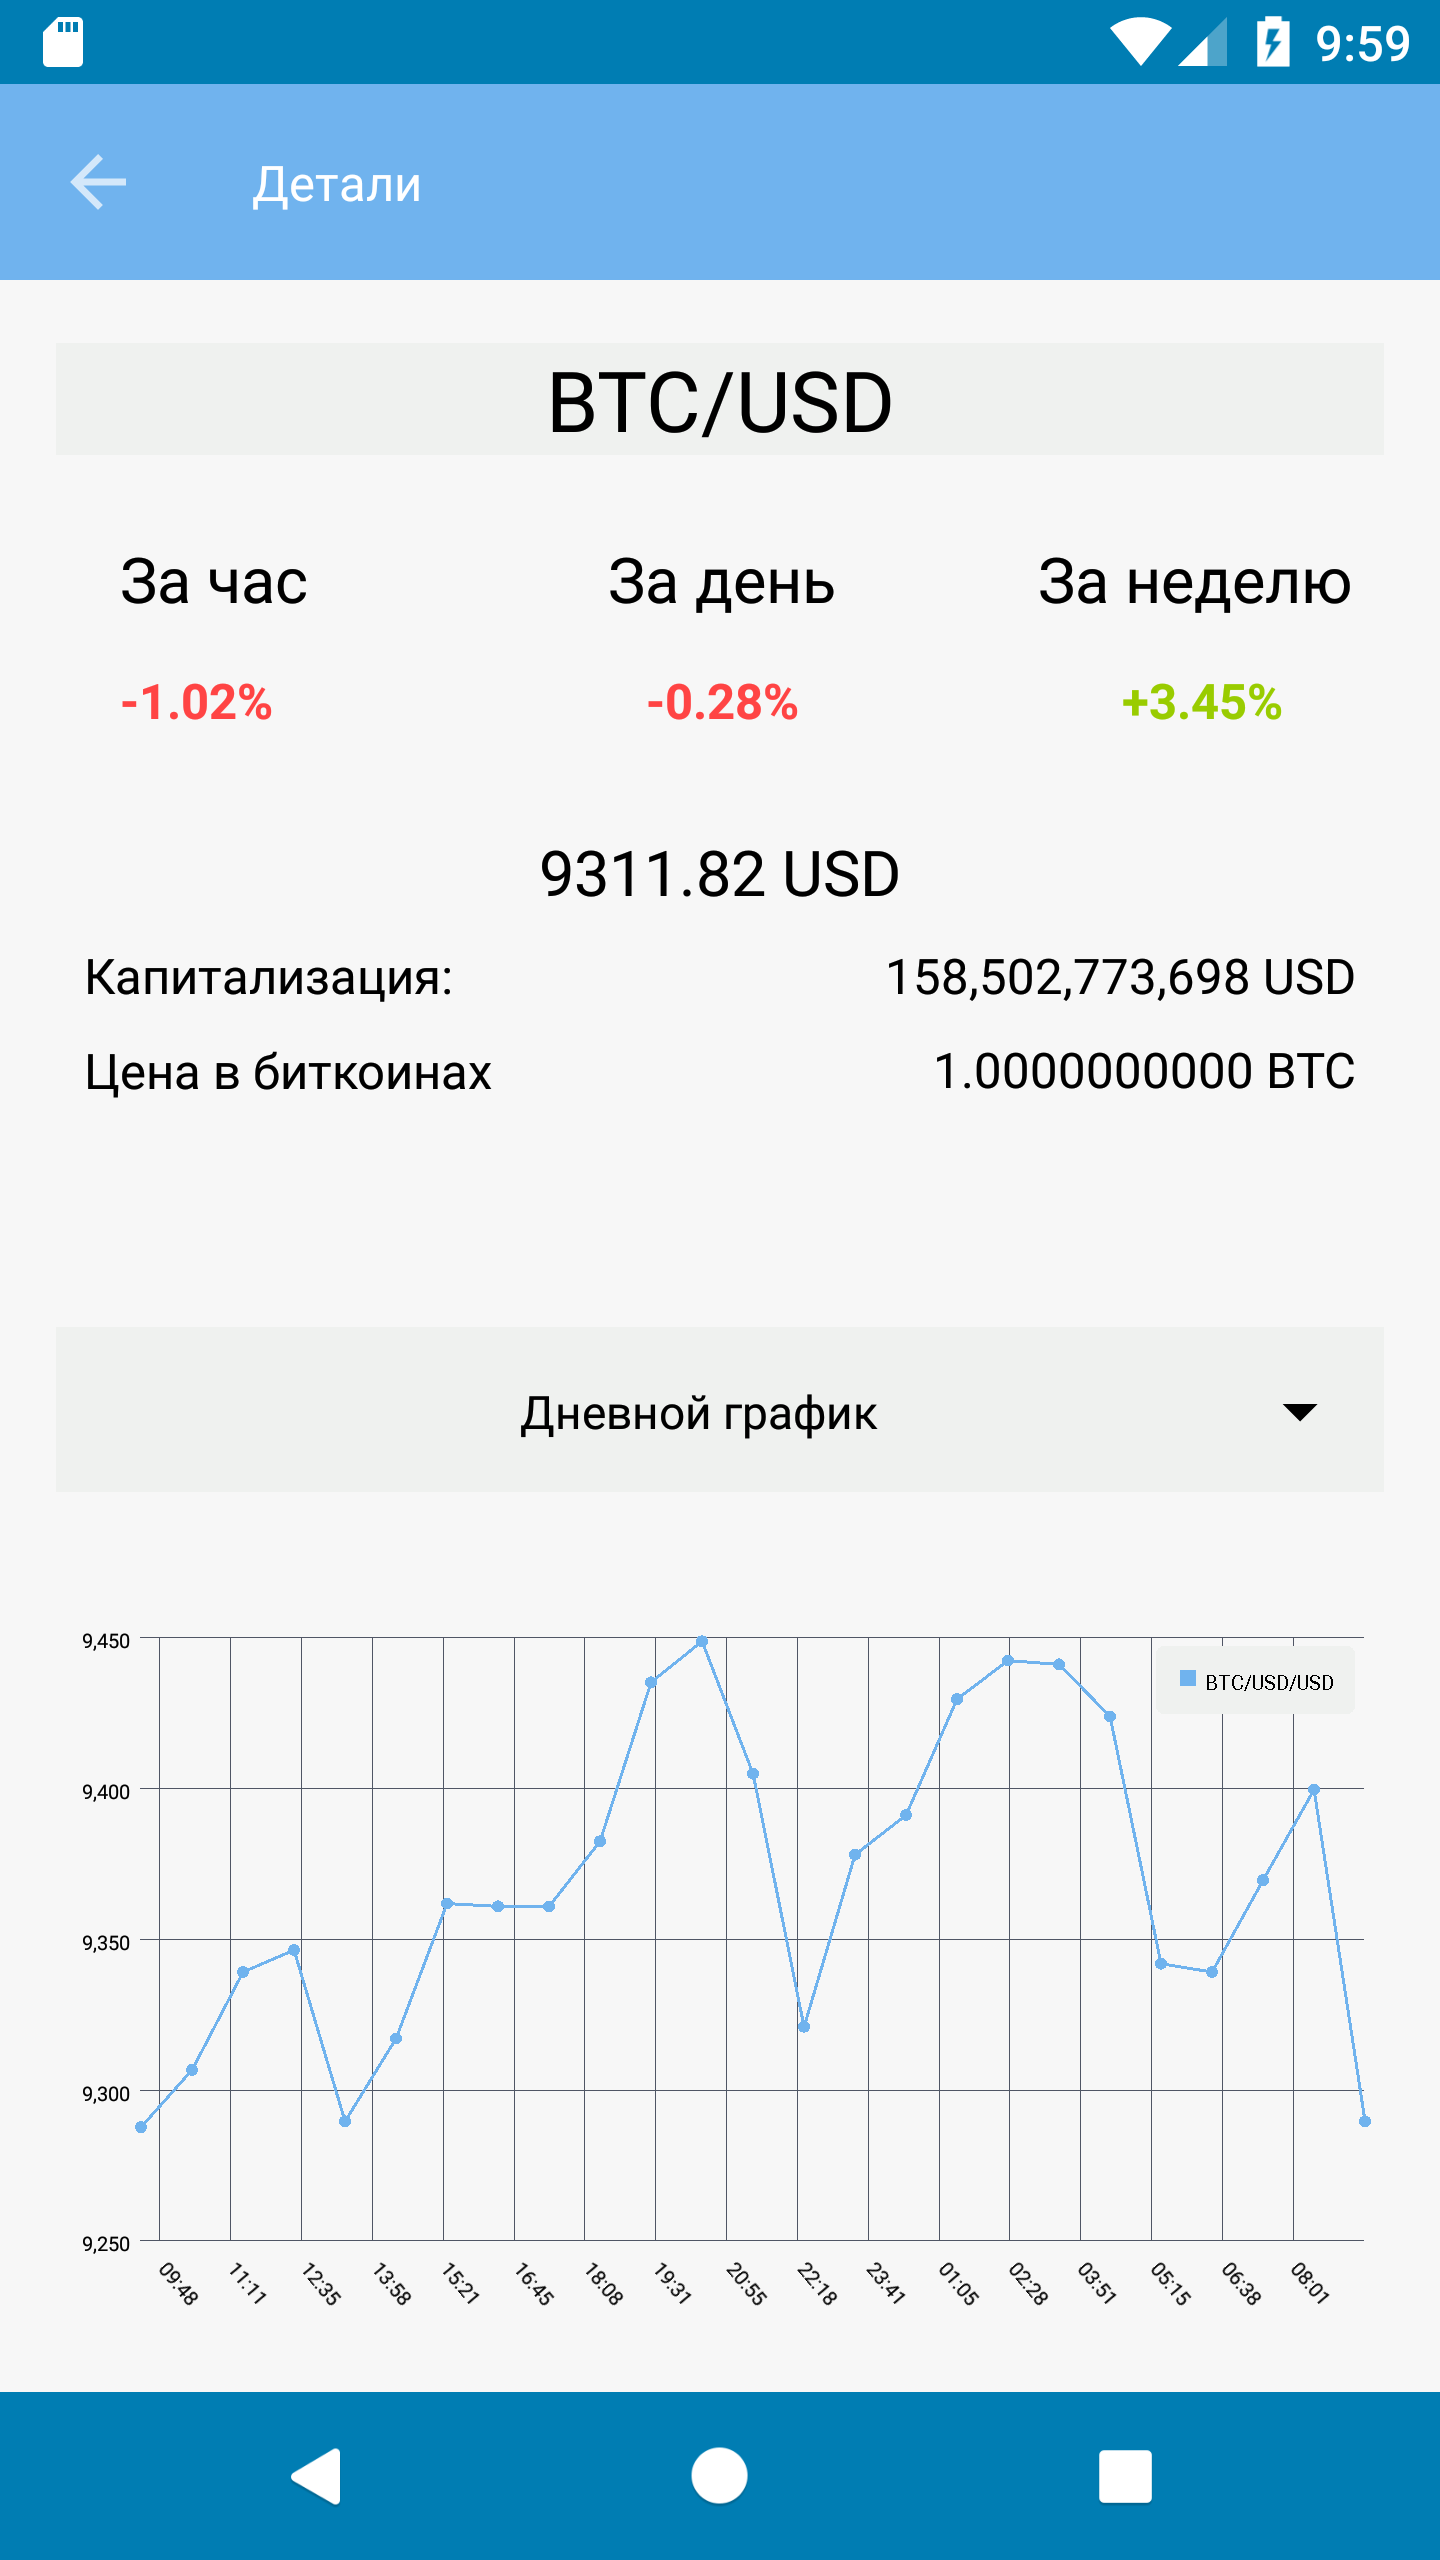 9:59
Детали
BTC/USD
За час За день За неделю
-1.02% -0.28% +3.45%
9311.82 USD
Капитализация: 158,502,773,698 USD
Цена в биткоинах 1.0000000000 BTC
Дневной график
9,450
BTC/USD/USD
9,400
9,350
9,300
9,250
09:48 11:11 12:35 13:58 15:21 16:45 18:08 19:31 20:55 22:18 23:41 01:05 02:28 03:51 05:15 06:38 08:01